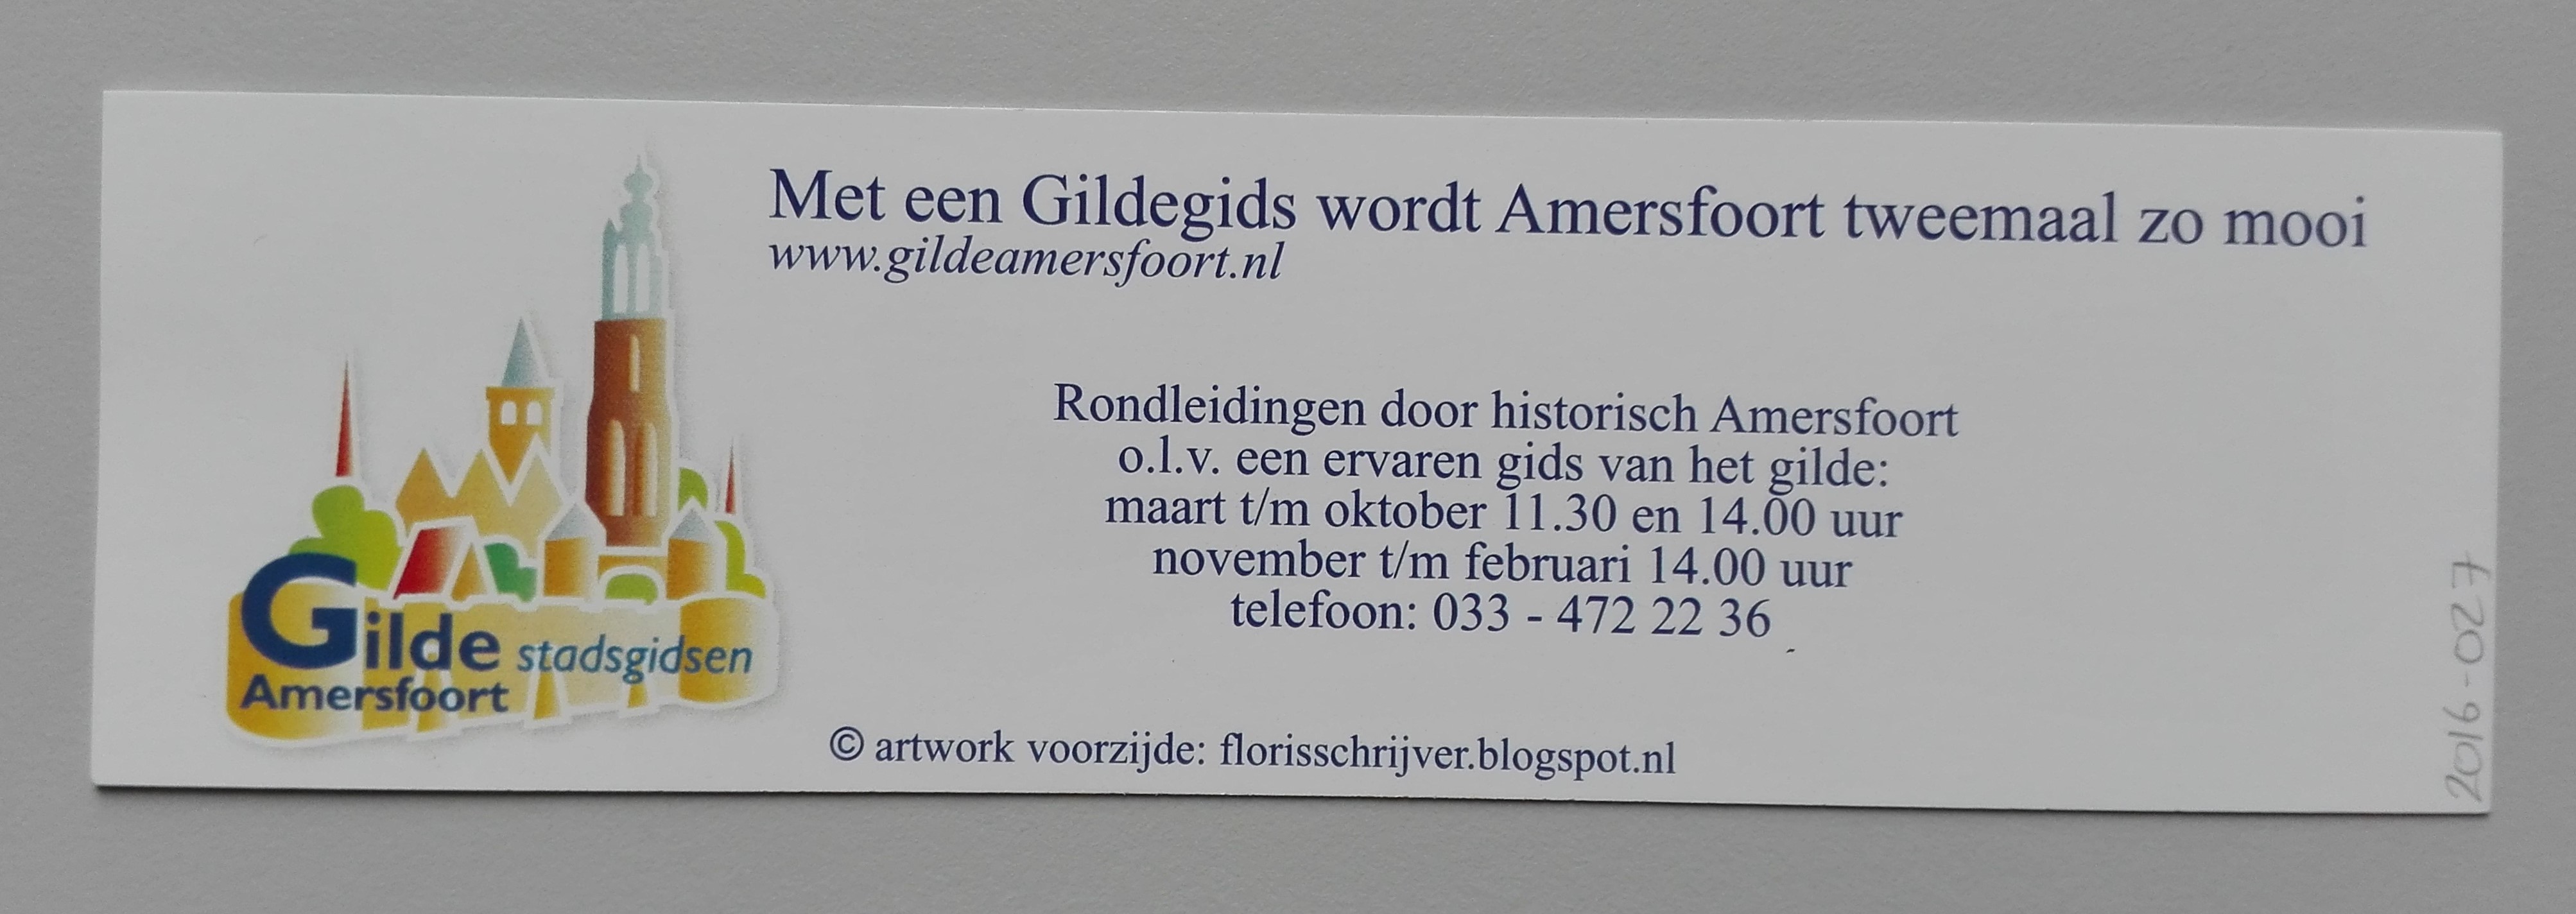 Met een Gildegids wordt Amersfoort tweemaal zo mooi
www.gildeamersfoort.nl
Rondleidingen door historisch Amersfoort
o.l.v. een ervaren gids van het gilde:
maart t/m oktober 11.30 en 14.00 uur
november t/m februari 14.00 uur
telefoon: 033 - 472 22 36
Gilde stadsgidsen
Amersfoort
© artwork voorzijde: florisschrijver.blogspot.nl
2016-027